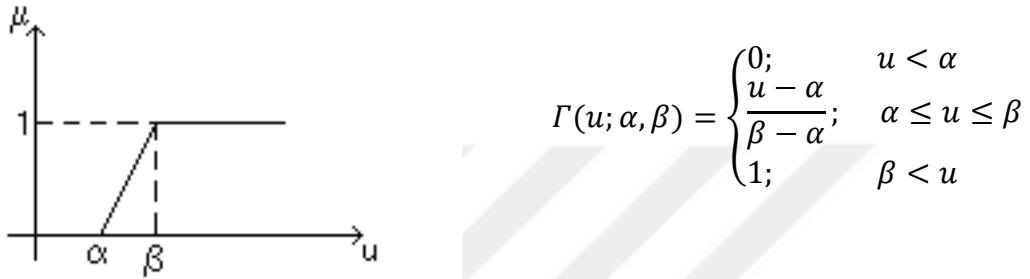 μ
1
α β u
Γ(u; α, β) = { 0; u < α
(u − α)/(β − α); α ≤ u ≤ β
1; β < u